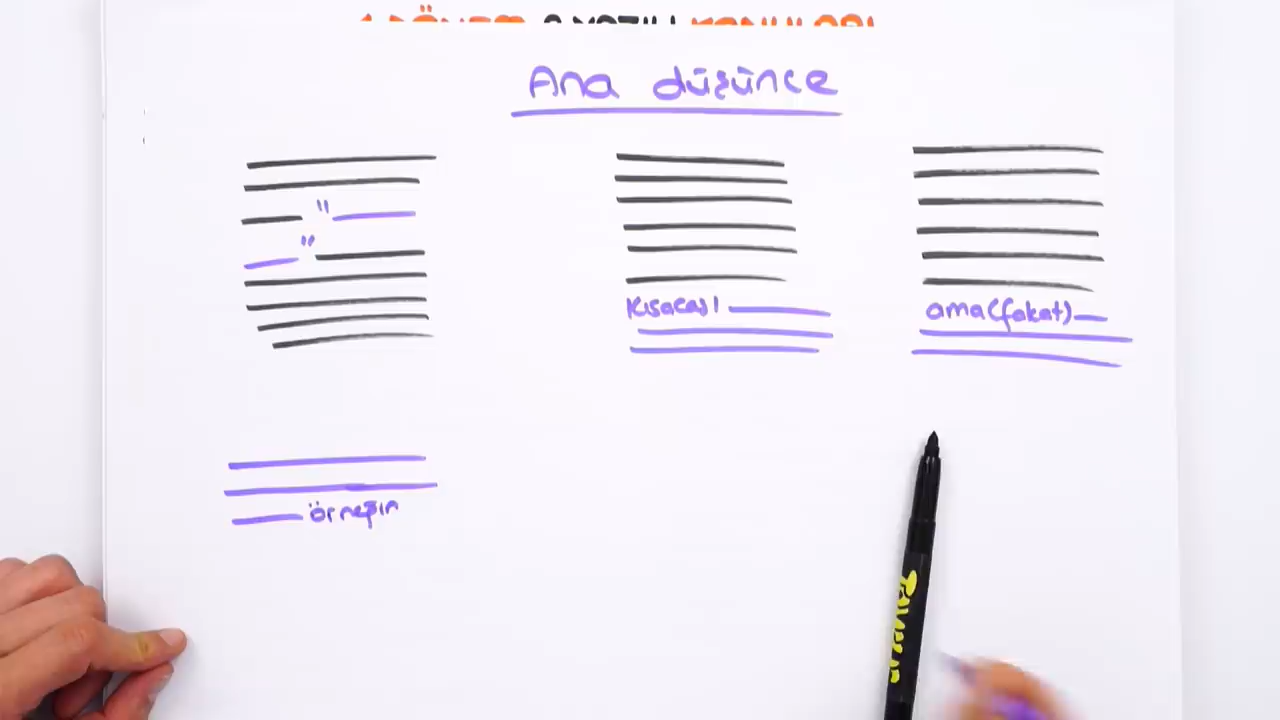 Ana düşünce
" "
Kısacası
ama(fakat)
örneğin